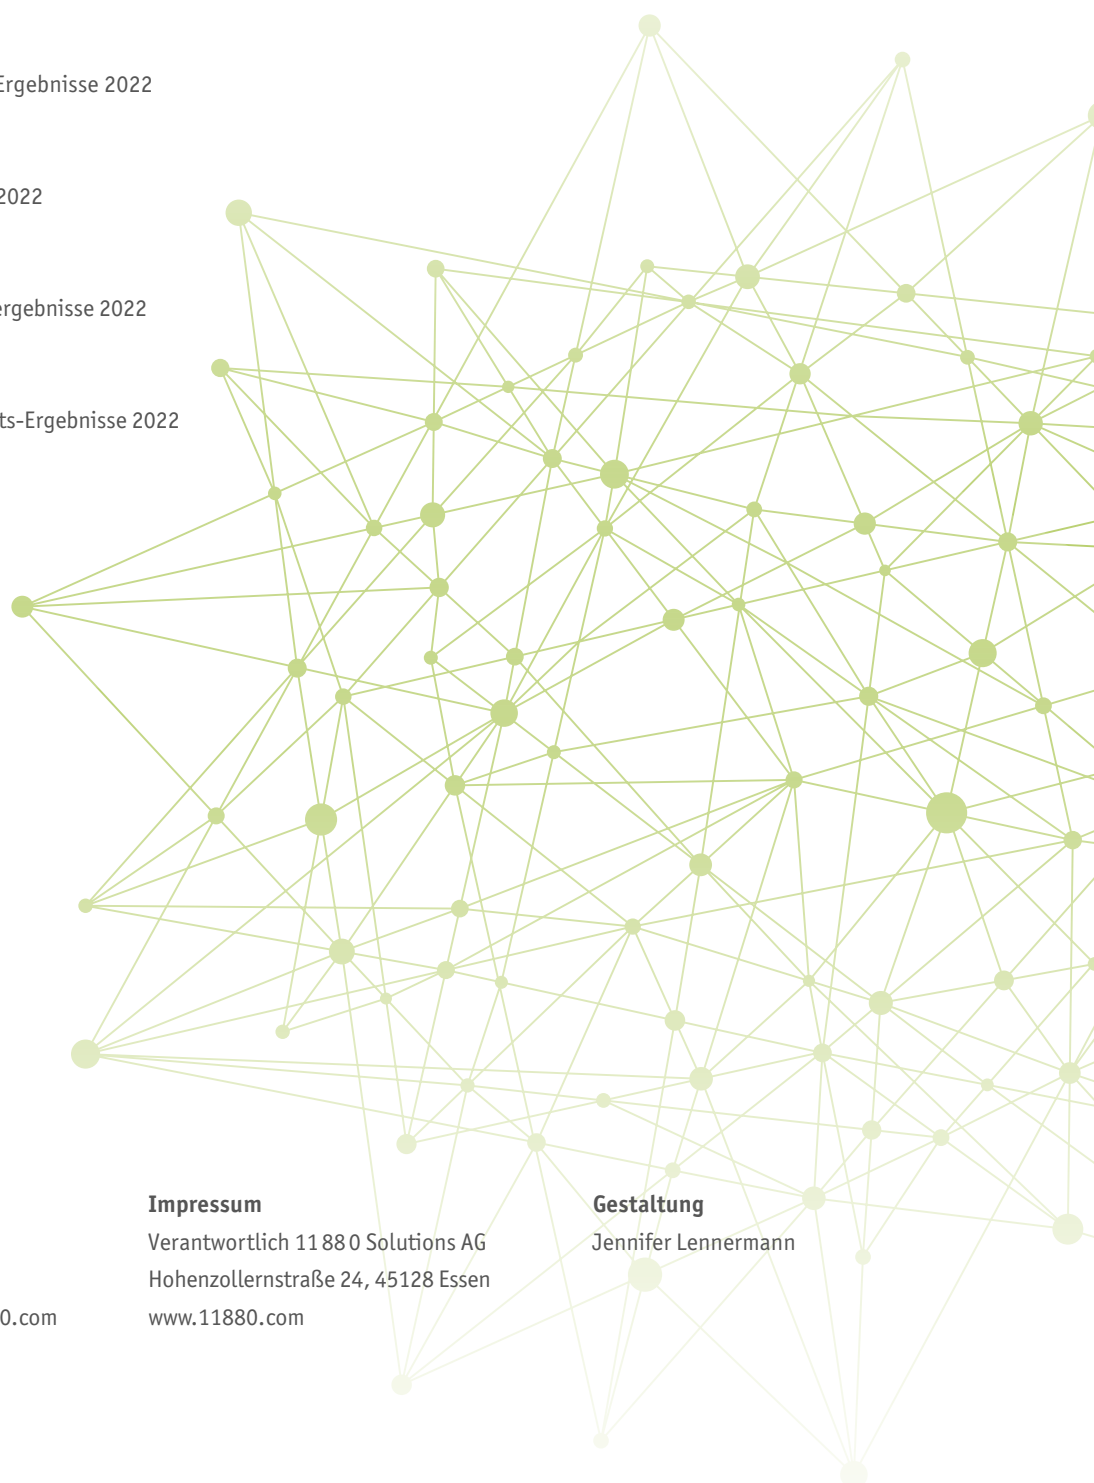 Ergebnisse 2022
2022
ergebnisse 2022
ts-Ergebnisse 2022
Impressum
Verantwortlich 11 88 0 Solutions AG
Hohenzollernstraße 24, 45128 Essen
www.11880.com
Gestaltung
Jennifer Lennermann
0.com